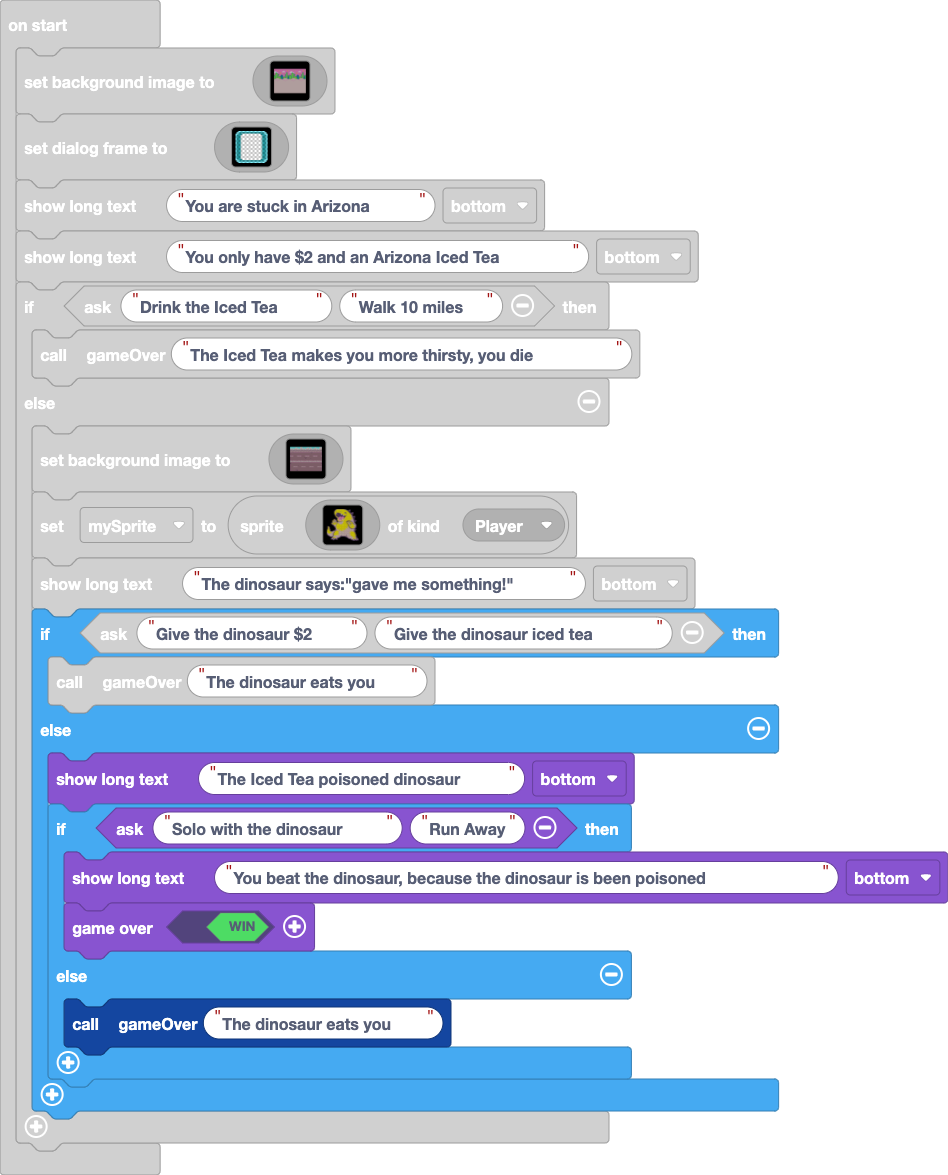 on start
set background image to
set dialog frame to
show long text "You are stuck in Arizona" bottom
show long text "You only have $2 and an Arizona Iced Tea" bottom
if ask "Drink the Iced Tea" "Walk 10 miles" then
call gameOver "The Iced Tea makes you more thirsty, you die"
else
set background image to
set mySprite to sprite of kind Player
show long text "The dinosaur says:"gave me something!"" bottom
if ask "Give the dinosaur $2" "Give the dinosaur iced tea" then
call gameOver "The dinosaur eats you"
else
show long text "The Iced Tea poisoned dinosaur" bottom
if ask "Solo with the dinosaur" "Run Away" then
show long text "You beat the dinosaur, because the dinosaur is been poisoned" bottom
game over WIN
else
call gameOver "The dinosaur eats you"